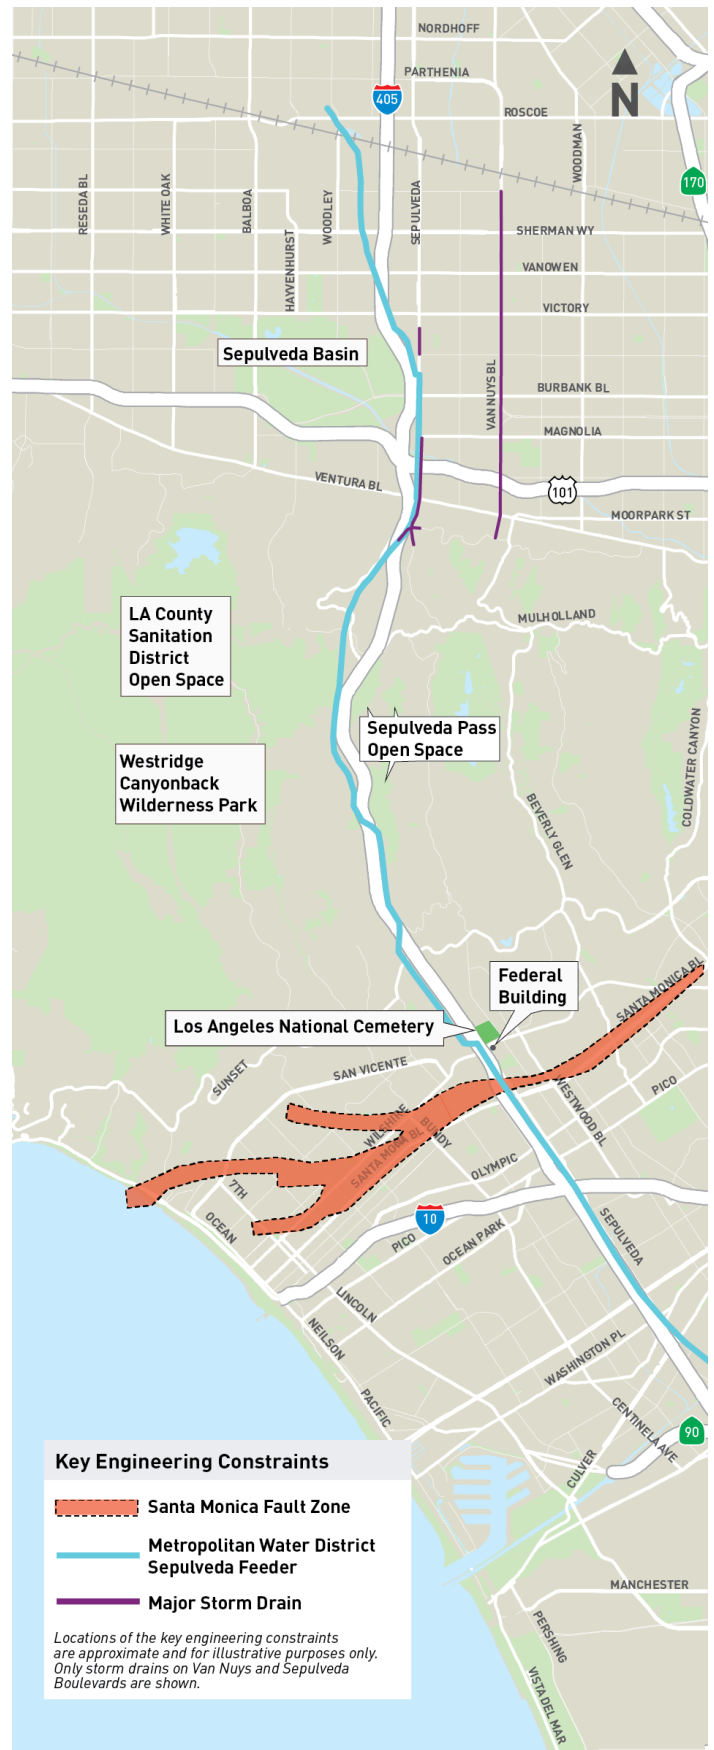 NORDHOFF
PARTHENIA
405
ROSCOE
N
WOODMAN
170
RESEDA BL
WHITE OAK
BALBOA
HAYVENHURST
WOODLEY
SEPULVEDA
SHERMAN WY
VANOWEN
VICTORY
Sepulveda Basin
VAN NUYS BL
BURBANK BL
MAGNOLIA
VENTURA BL
101
MOORPARK ST
LA County
Sanitation
District
Open Space
MULHOLLAND
Sepulveda Pass
Open Space
COLDWATER CANYON
Westridge
Canyonback
Wilderness Park
BEVERLY GLEN
Federal
Building
SANTA MONICA BL
Los Angeles National Cemetery
SUNSET
SAN VICENTE
WILSHIRE
BUNDY
SANTA MONICA BL
WESTWOOD BL
PICO
7TH
OLYMPIC
OCEAN
10
PICO
OCEAN PARK
SEPULVEDA
LINCOLN
NEILSON
WASHINGTON PL
PACIFIC
CENTINELA AVE
90
CULVER
MANCHESTER
PERSHING
VISTA DEL MAR
Key Engineering Constraints
Santa Monica Fault Zone
Metropolitan Water District
Sepulveda Feeder
Major Storm Drain
Locations of the key engineering constraints
are approximate and for illustrative purposes only.
Only storm drains on Van Nuys and Sepulveda
Boulevards are shown.